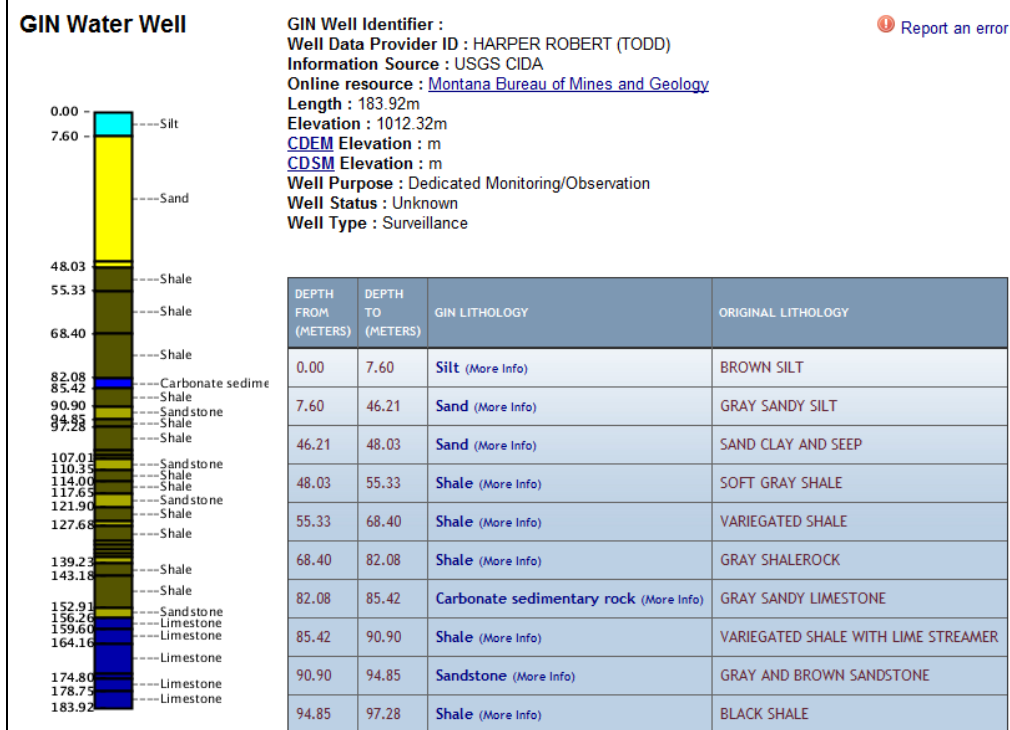 GIN Water Well
GIN Well Identifier :
Well Data Provider ID : HARPER ROBERT (TODD)
Information Source : USGS CIDA
Online resource : Montana Bureau of Mines and Geology
Length : 183.92m
Elevation : 1012.32m
CDEM Elevation : m
CDSM Elevation : m
Well Purpose : Dedicated Monitoring/Observation
Well Status : Unknown
Well Type : Surveillance
Report an error
0.00
----Silt
7.60
----Sand
48.03
----Shale
55.33
----Shale
68.40
----Shale
82.08
----Carbonate sedime
85.42
----Shale
90.90
----Sandstone
94.85
----Shale
97.28
----Shale
107.01
----Sandstone
110.35
----Shale
114.00
----Shale
117.65
----Sandstone
121.90
----Shale
127.68
----Shale
139.23
----Shale
143.18
----Shale
152.91
----Sandstone
156.26
----Limestone
159.60
----Limestone
164.16
----Limestone
174.80
----Limestone
178.75
----Limestone
183.92
DEPTH FROM (METERS) DEPTH TO (METERS) GIN LITHOLOGY ORIGINAL LITHOLOGY
0.00 7.60 Silt (More Info) BROWN SILT
7.60 46.21 Sand (More Info) GRAY SANDY SILT
46.21 48.03 Sand (More Info) SAND CLAY AND SEEP
48.03 55.33 Shale (More Info) SOFT GRAY SHALE
55.33 68.40 Shale (More Info) VARIEGATED SHALE
68.40 82.08 Shale (More Info) GRAY SHALEROCK
82.08 85.42 Carbonate sedimentary rock (More Info) GRAY SANDY LIMESTONE
85.42 90.90 Shale (More Info) VARIEGATED SHALE WITH LIME STREAMER
90.90 94.85 Sandstone (More Info) GRAY AND BROWN SANDSTONE
94.85 97.28 Shale (More Info) BLACK SHALE